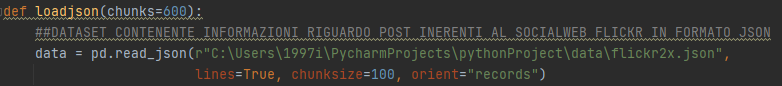 def loadjson(chunks=600):
##DATASET CONTENENTE INFORMAZIONI RIGUARDO POST INERENTI AL SOCIALWEB FLICKR IN FORMATO JSON
data = pd.read_json(r"C:\Users\1997i\PycharmProjects\pythonProject\data\flickr2x.json",
lines=True, chunksize=100, orient="records")